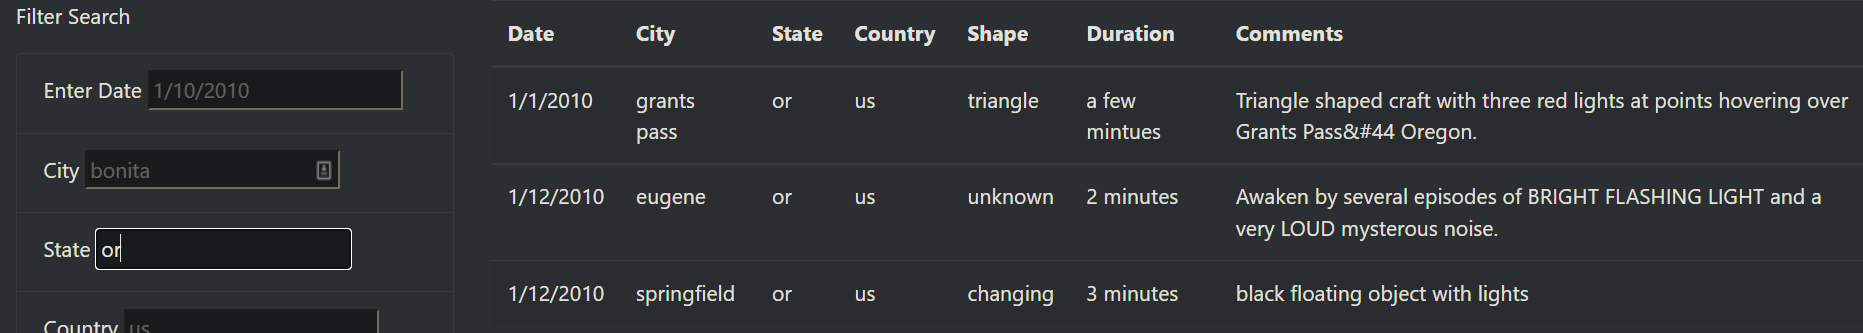 Filter Search
Enter Date 1/10/2010
City bonita
State or
Country us
Date City State Country Shape Duration Comments
1/1/2010 grants or us triangle a few Triangle shaped craft with three red lights at points hovering over
pass mintues Grants Pass&#44 Oregon.
1/12/2010 eugene or us unknown 2 minutes Awaken by several episodes of BRIGHT FLASHING LIGHT and a
very LOUD mysterous noise.
1/12/2010 springfield or us changing 3 minutes black floating object with lights